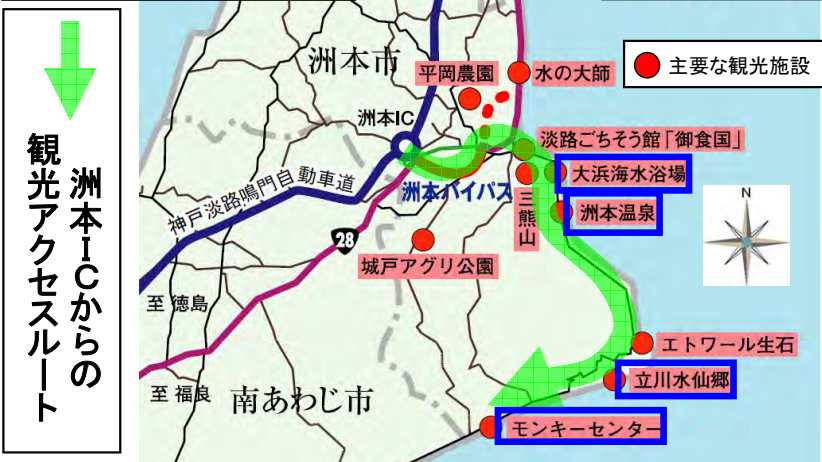 洲本ICからの
観光アクセスルート
洲本市
平岡農園
水の大師
主要な観光施設
洲本IC
淡路ごちそう館「御食国」
神戸淡路鳴門自動車道
洲本バイパス
三熊山
大浜海水浴場
洲本温泉
N
28
城戸アグリ公園
至 徳島
エトワール生石
至 福良
南あわじ市
立川水仙郷
モンキーセンター